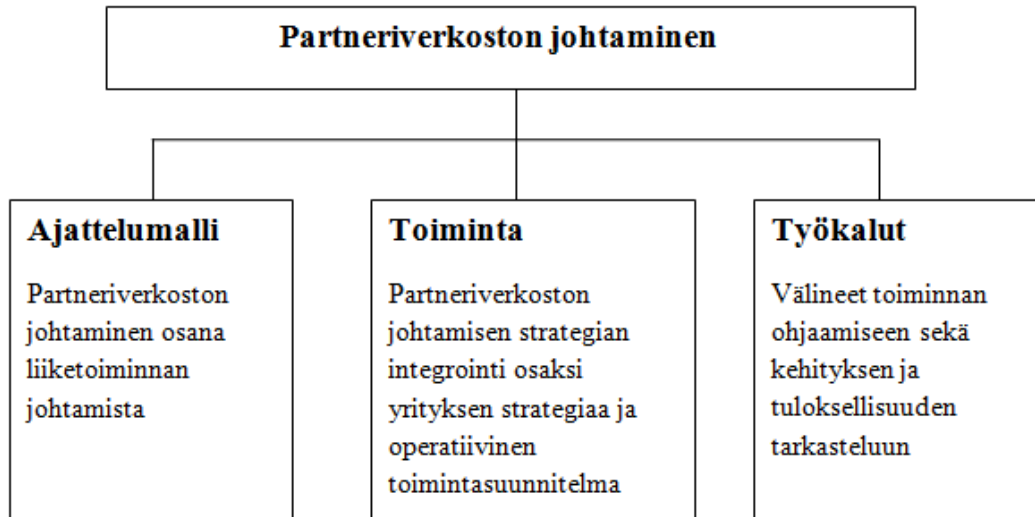 Partneriverkoston johtaminen
Ajattelumalli
Partneriverkoston
johtaminen osana
liiketoiminnan
johtamista
Toiminta
Partneriverkoston
johtamisen strategian
integrointi osaksi
yrityksen strategiaa ja
operatiivinen
toimintasuunnitelma
Työkalut
Välineet toiminnan
ohjaamiseen sekä
kehityksen ja
tuloksellisuuden
tarkasteluun